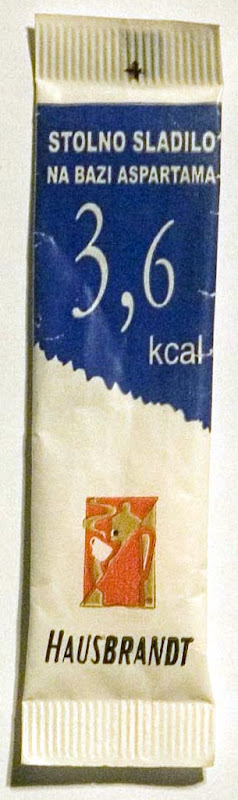 STOLNO SLADILO
NA BAZI ASPARTAMA
3,6
kcal
HAUSBRANDT